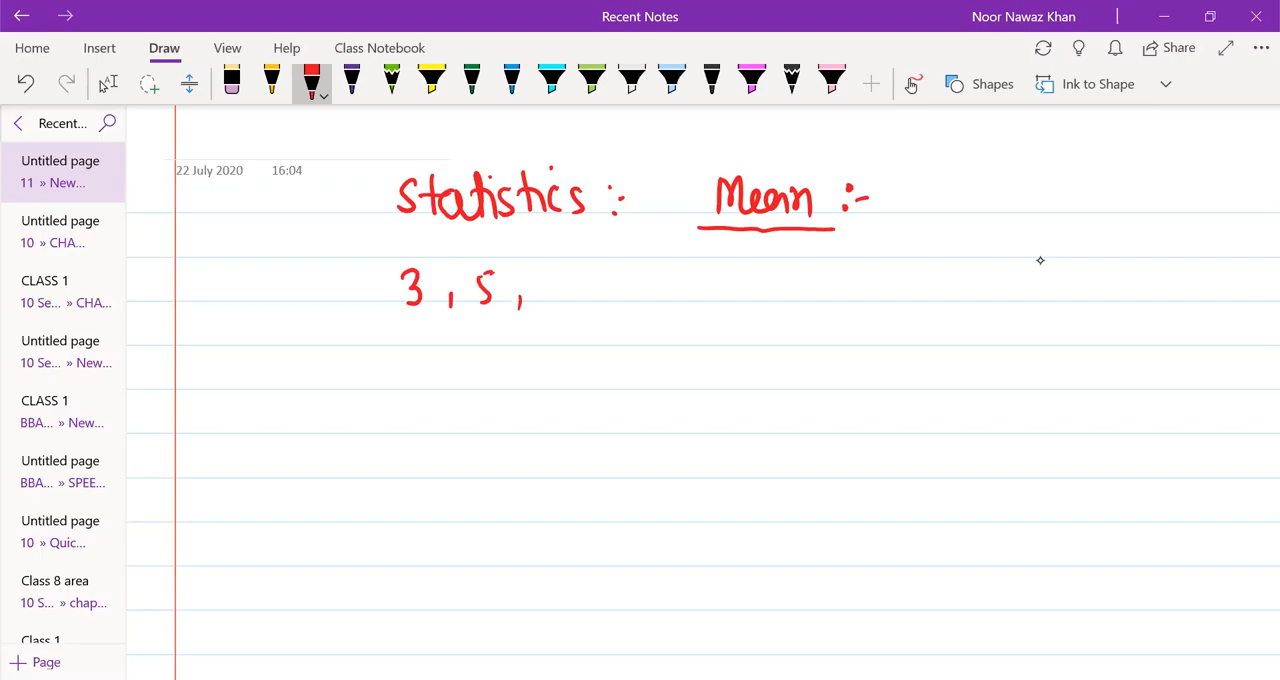 Recent Notes
Noor Nawaz Khan
Home Insert Draw View Help Class Notebook
Share
Shapes
Ink to Shape
Recent...
Untitled page
11 » New...
Untitled page
10 » CHA...
CLASS 1
10 Se... » CHA...
Untitled page
10 Se... » New...
CLASS 1
BBA... » New...
Untitled page
BBA... » SPEE...
Untitled page
10 » Quic...
Class 8 area
10 S... » chap...
Class 1
+ Page
22 July 2020 16:04
Statistics : Mean :-
3 , 5 ,